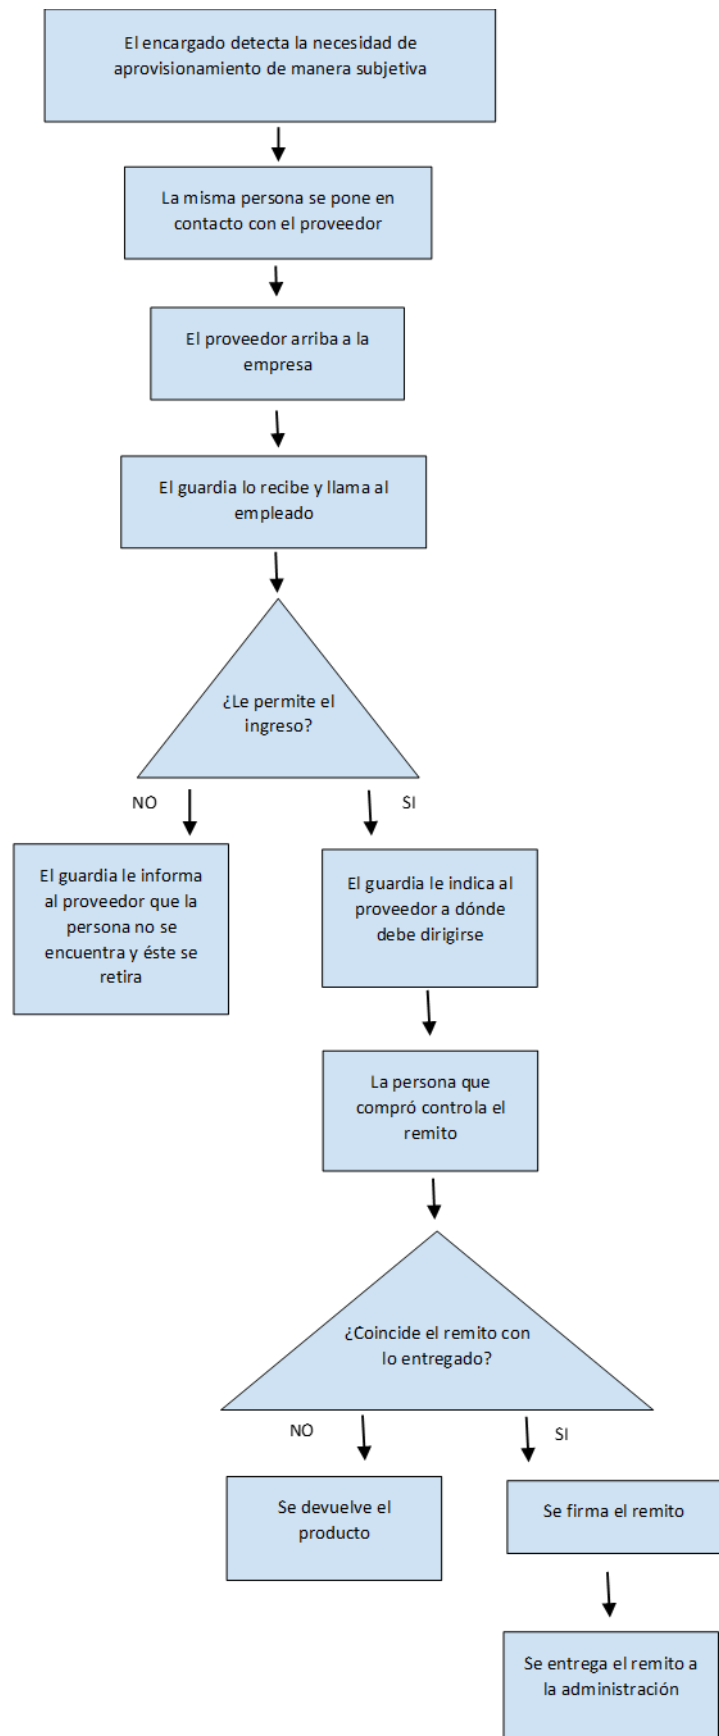 El encargado detecta la necesidad de
aprovisionamiento de manera subjetiva
La misma persona se pone en
contacto con el proveedor
El proveedor arriba a la
empresa
El guardia lo recibe y llama al
empleado
¿Le permite el
ingreso?
NO
SI
El guardia le informa
al proveedor que la
persona no se
encuentra y éste se
retira
El guardia le indica al
proveedor a dónde
debe dirigirse
La persona que
compró controla el
remito
¿Coincide el remito con
lo entregado?
NO
SI
Se devuelve el
producto
Se firma el remito
Se entrega el remito a
la administración